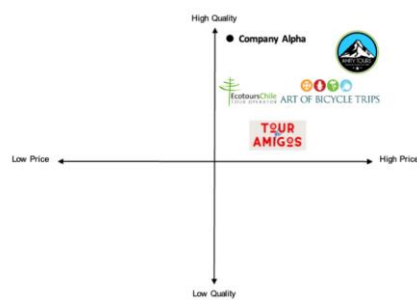 High Quality
Company Alpha
EcotoursChile
TOUR OPERATOR
ART OF BICYCLE TRIPS
TOUR
AMIGOS
Low Price
High Price
Low Quality